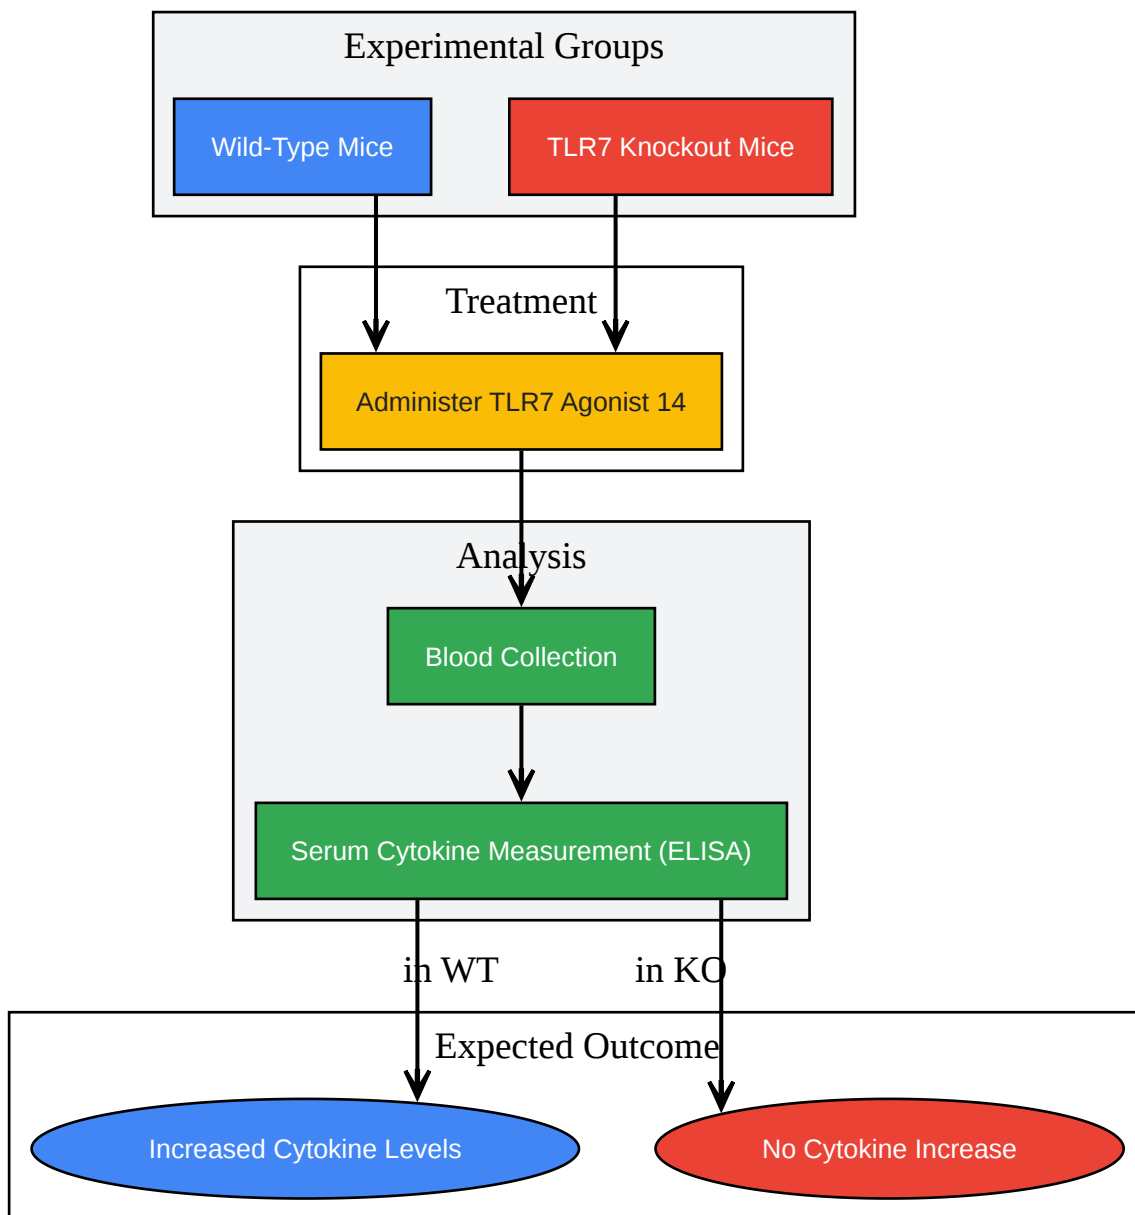 Experimental Groups
Wild-Type Mice
TLR7 Knockout Mice
Treatment
Administer TLR7 Agonist 14
Analysis
Blood Collection
Serum Cytokine Measurement (ELISA)
in WT
in KO
Expected Outcome
Increased Cytokine Levels
No Cytokine Increase